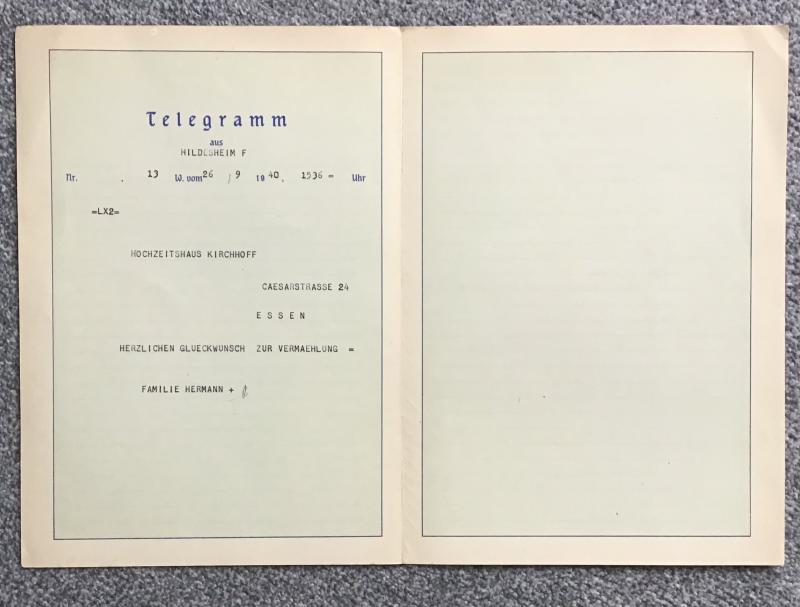 Telegramm
aus
HILDESHEIM F
Nr. . 13 W. vom 26 / 9 19 40. 1536 = Uhr
=LX2=
HOCHZEITSHAUS KIRCHHOFF
CAESARSTRASSE 24
ESSEN
HERZLICHEN GLUECKWUNSCH ZUR VERMAEHLUNG =
FAMILIE HERMANN +